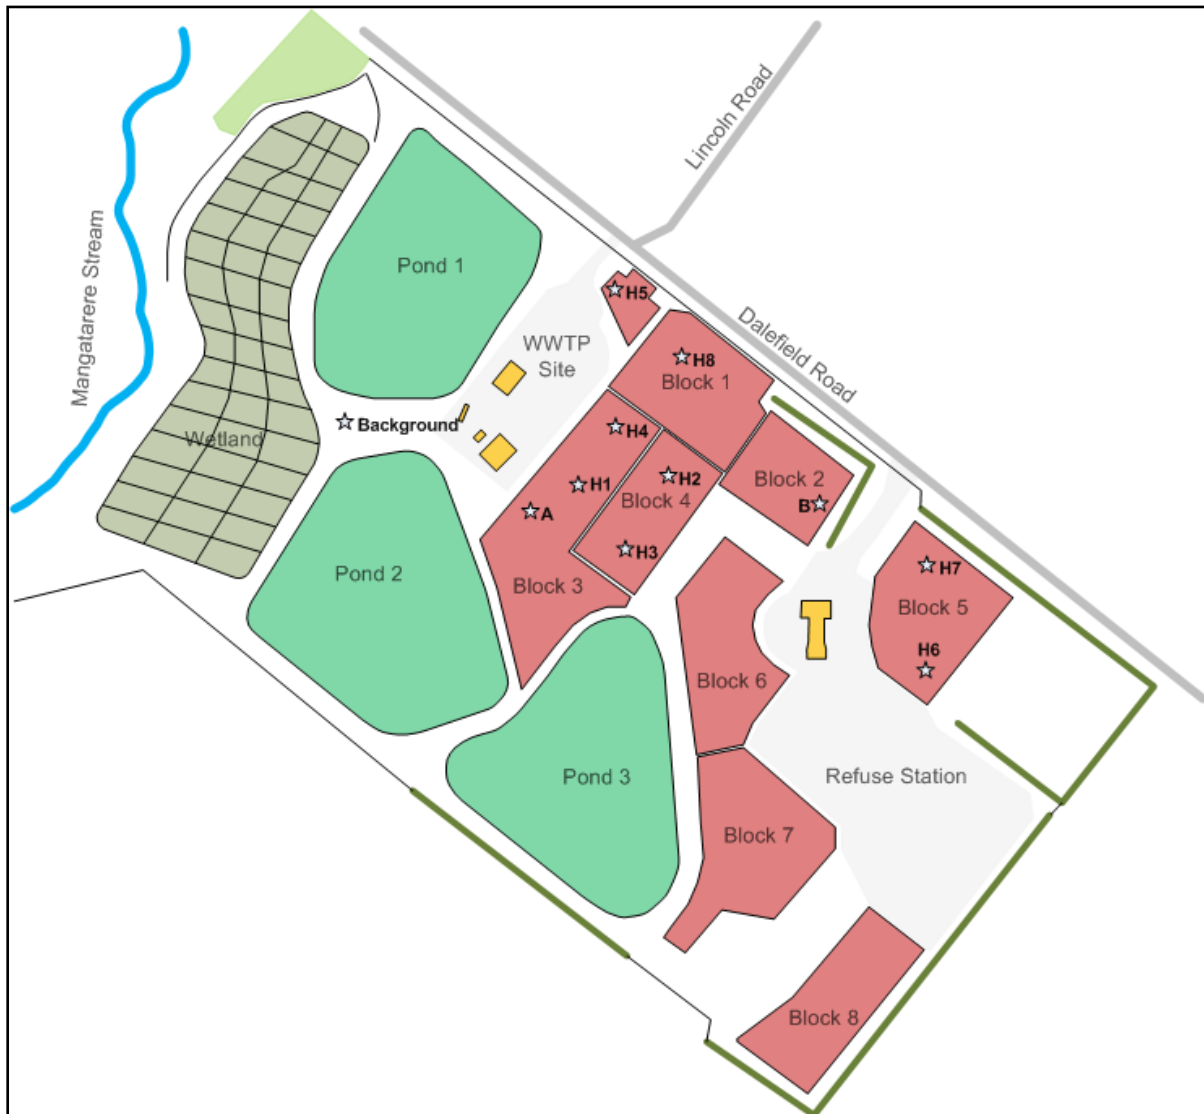 Lincoln Road
Mangatarere Stream
Pond 1
H5
Dalefield Road
WWTP
Site
H8
Block 1
Background
Wetland
H4
H1
H2
Block 4
Block 2
B
A
H3
Pond 2
Block 3
H7
Block 5
H6
Block 6
Pond 3
Refuse Station
Block 7
Block 8